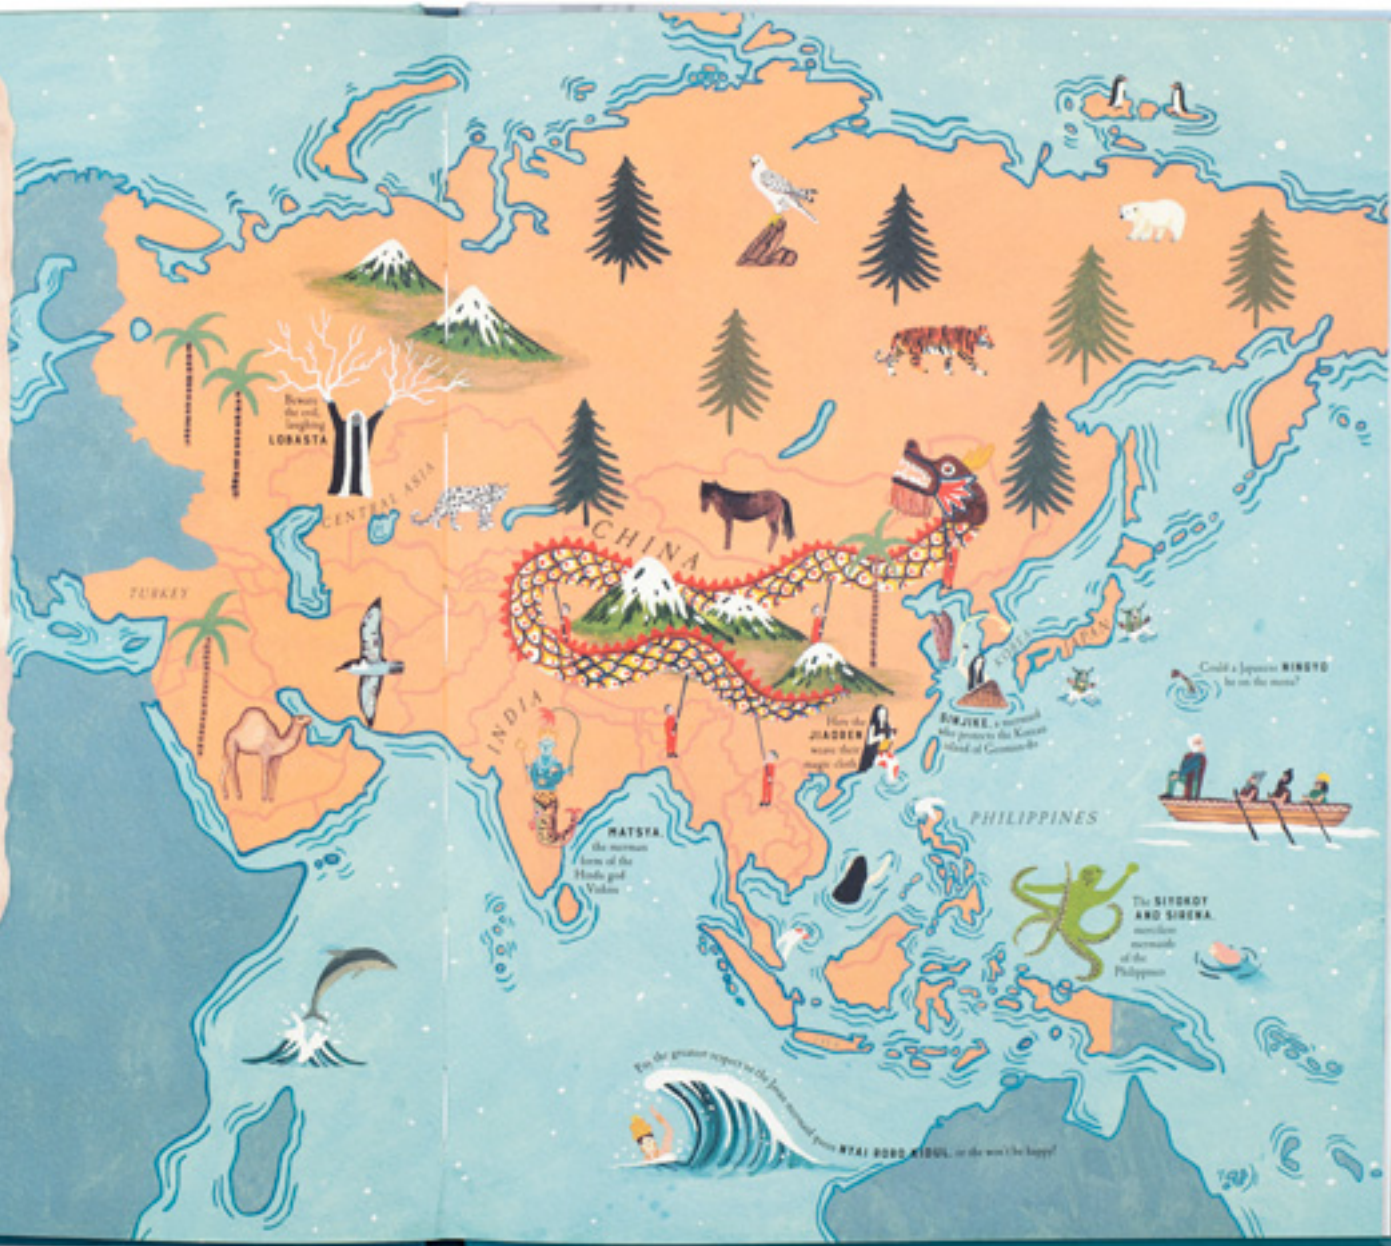 Beware
the evil,
laughing
LOBASTA
CENTRAL ASIA
CHINA
TURKEY
INDIA
KOREA
JAPAN
Could a Japanese NINGYO
be on the menu?
Here the
JIAOREN
weave their
magic cloth
SINJIKE, a mermaid
who protects the Korean
island of Geomun-do
PHILIPPINES
MATSYA,
the merman
form of the
Hindu god
Vishnu
The SIYOKOY
AND SIRENA,
merciless
mermaids
of the
Philippines
Pay the greatest respect to the Javan mermaid queen NYAI RORO KIDUL, or she won't be happy!